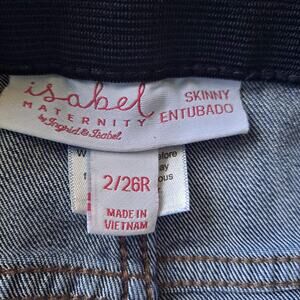 isabel
MATERNITY
by Ingrid & Isabel
SKINNY
ENTUBADO
2/26R
MADE IN
VIETNAM